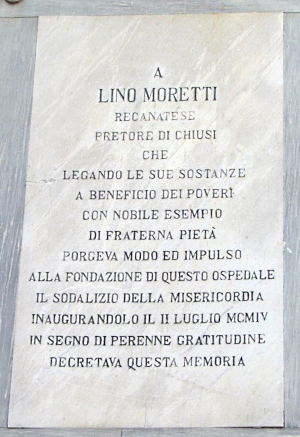 A
LINO MORETTI
RECANATESE
PRETORE DI CHIUSI
CHE
LEGANDO LE SUE SOSTANZE
A BENEFICIO DEI POVERI
CON NOBILE ESEMPIO
DI FRATERNA PIETÀ
PORGEVA MODO ED IMPULSO
ALLA FONDAZIONE DI QUESTO OSPEDALE
IL SODALIZIO DELLA MISERICORDIA
INAUGURANDOLO IL II LUGLIO MCMIV
IN SEGNO DI PERENNE GRATITUDINE
DECRETAVA QUESTA MEMORIA